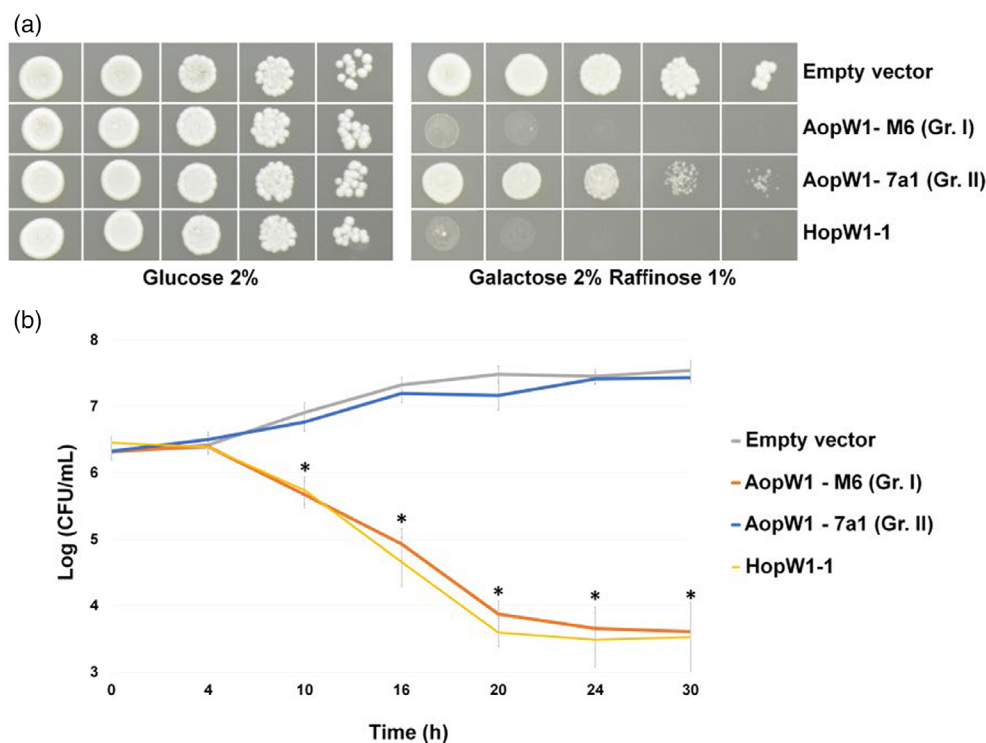 (a)
Empty vector
AopW1- M6 (Gr. I)
AopW1- 7a1 (Gr. II)
HopW1-1
Glucose 2%
Galactose 2% Raffinose 1%
(b)
8
7
6
5
4
3
Log (CFU/mL)
*
*
*
*
*
0
4
10
16
20
24
30
Time (h)
Empty vector
AopW1 - M6 (Gr. I)
AopW1 - 7a1 (Gr. II)
HopW1-1